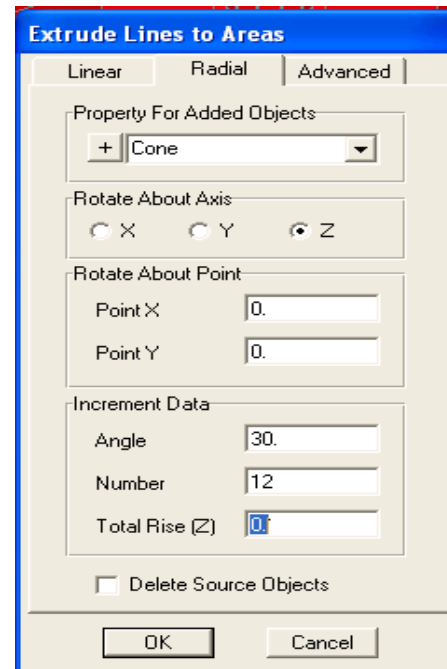 Extrude Lines to Areas
Linear Radial Advanced
Property For Added Objects
+ Cone
Rotate About Axis
X Y Z
Rotate About Point
Point X 0.
Point Y 0.
Increment Data
Angle 30.
Number 12
Total Rise (Z) 0.
Delete Source Objects
OK Cancel